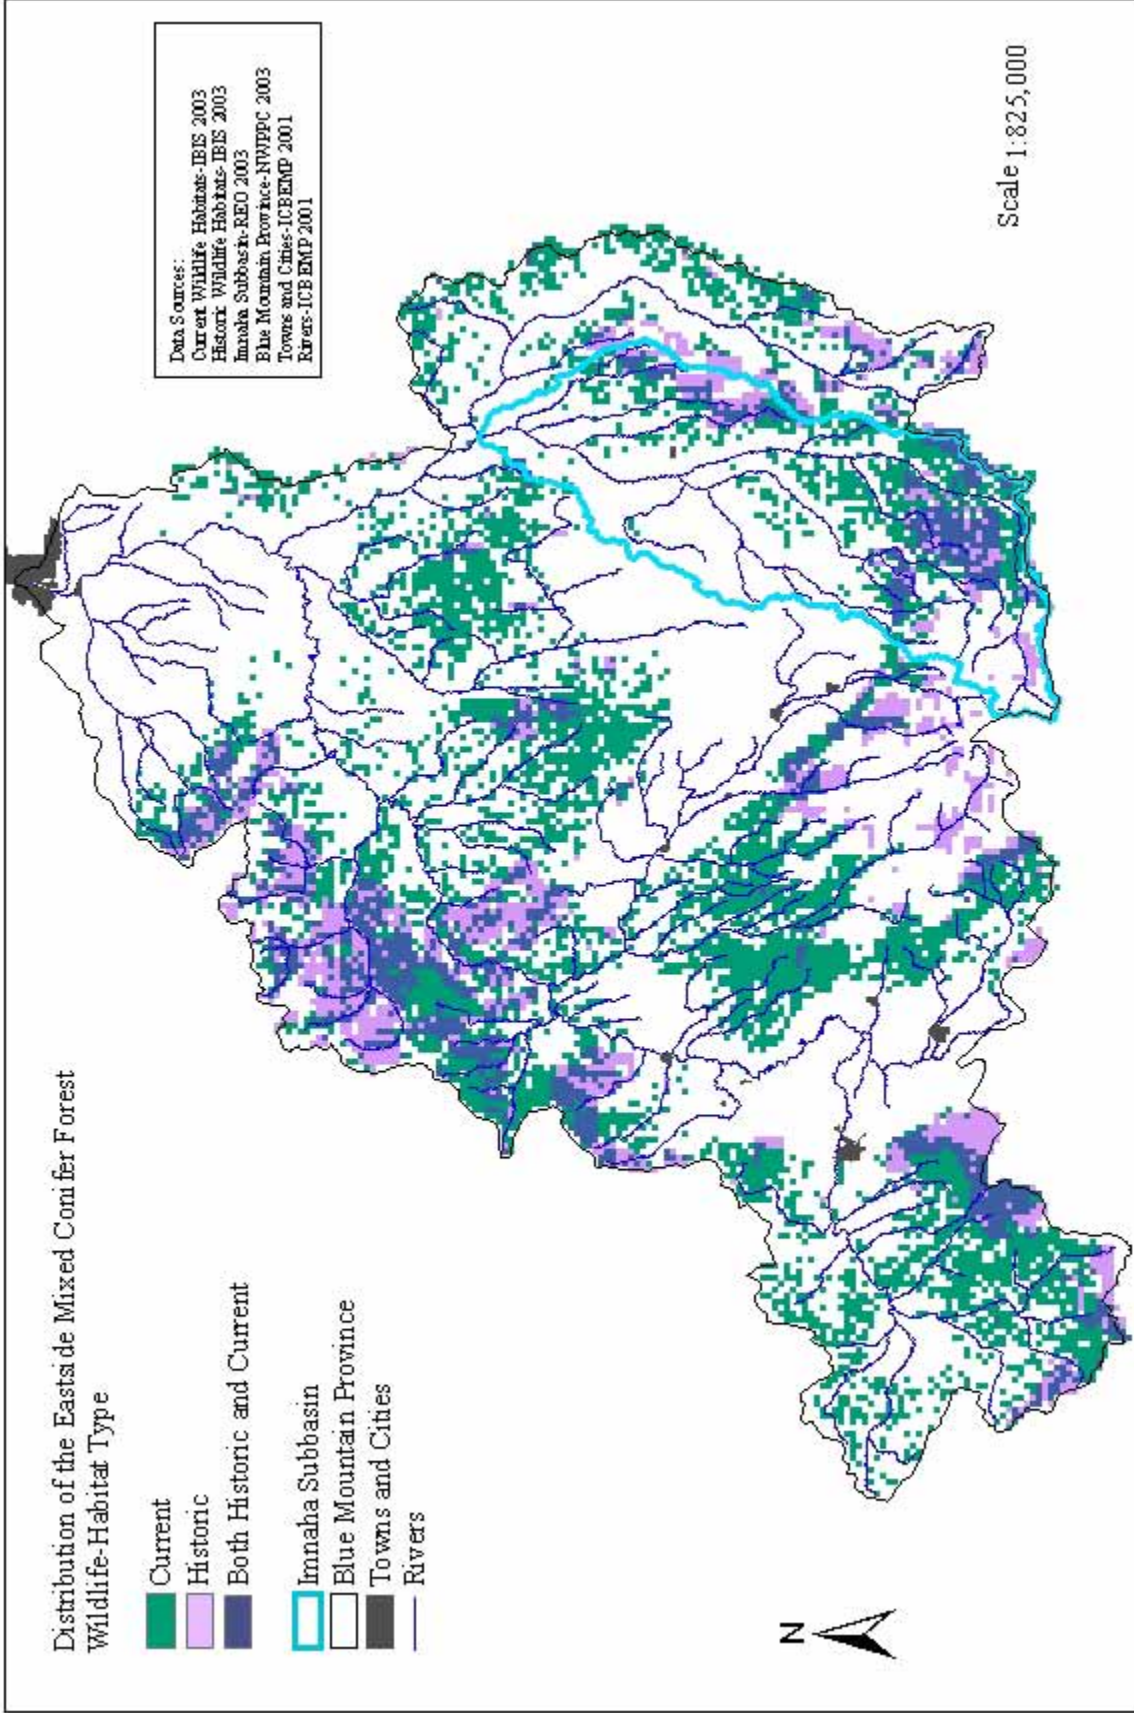 Distribution of the Eastside Mixed Conifer Forest
Wildlife-Habitat Type
Current
Historic
Both Historic and Current
Imnaha Subbasin
Blue Mountain Province
Towns and Cities
Rivers
N
Data Sources:
Current Wildlife Habitats-IBIS 2003
Historic Wildlife Habitats-IBIS 2003
Imnaha Subbasin-REO 2003
Blue Mountain Province-NWPPC 2003
Towns and Cities-ICBEMP 2001
Rivers-ICBEMP 2001
Scale 1:825,000